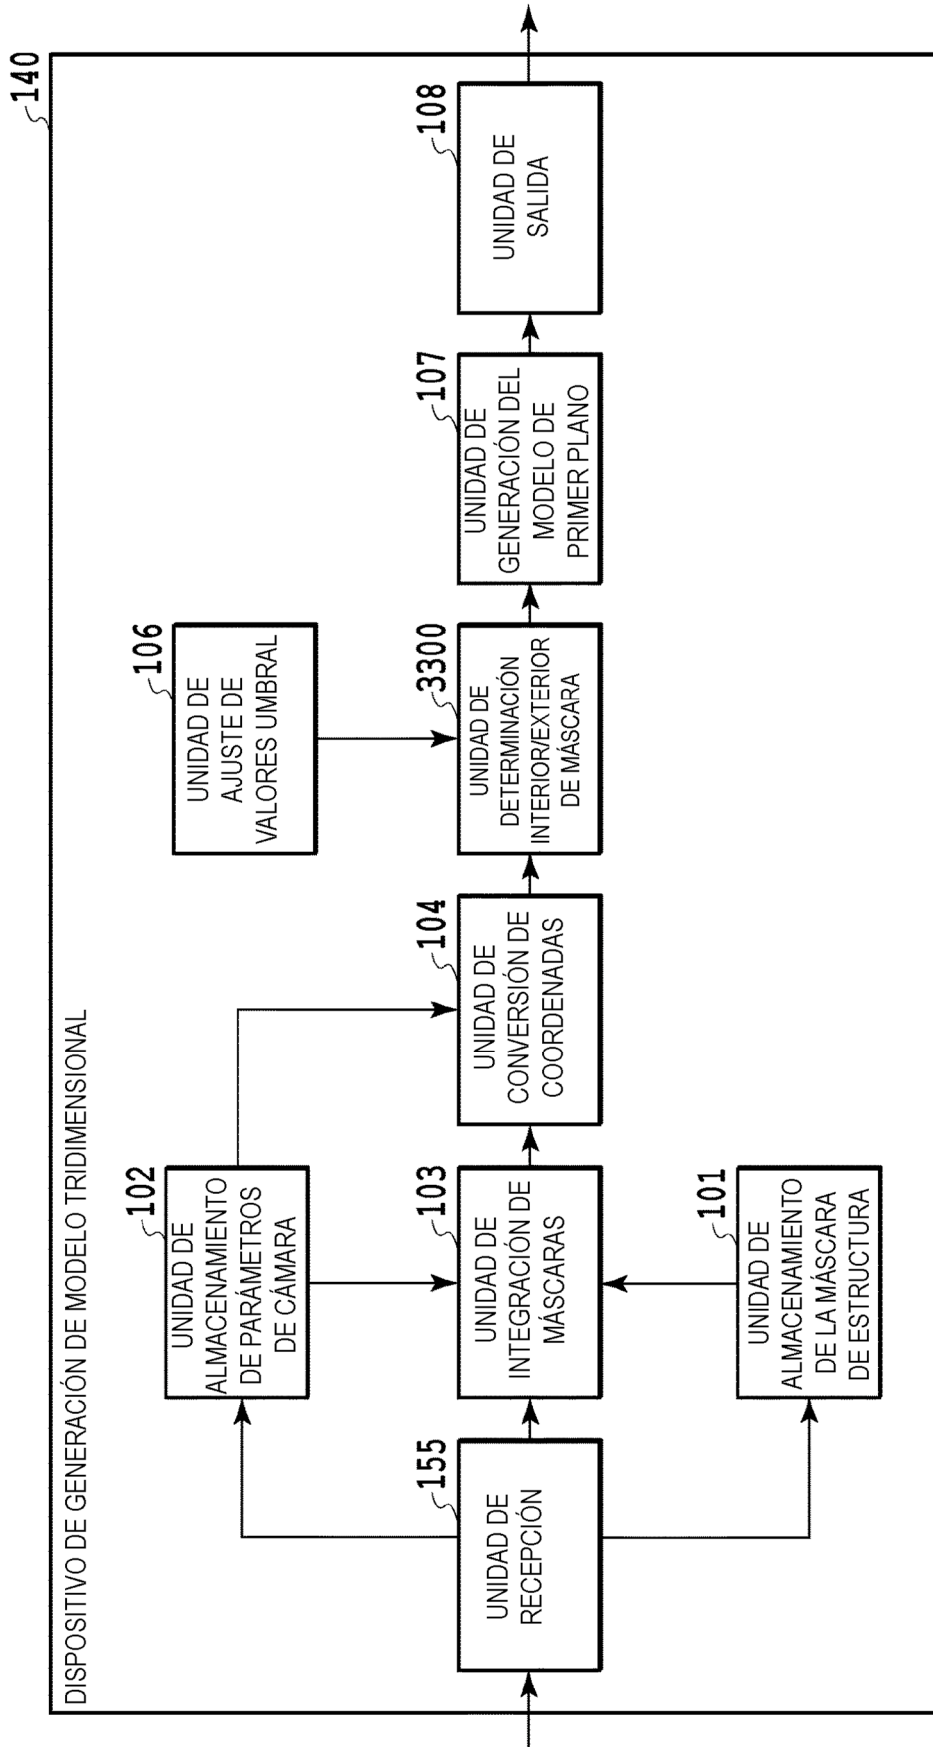 140
DISPOSITIVO DE GENERACIÓN DE MODELO TRIDIMENSIONAL
102
UNIDAD DE
ALMACENAMIENTO
DE PARÁMETROS
DE CÁMARA
106
UNIDAD DE
AJUSTE DE
VALORES UMBRAL
155
UNIDAD DE
RECEPCIÓN
103
UNIDAD DE
INTEGRACIÓN DE
MÁSCARAS
104
UNIDAD DE
CONVERSIÓN DE
COORDENADAS
3300
UNIDAD DE
DETERMINACIÓN
INTERIOR/EXTERIOR
DE MÁSCARA
107
UNIDAD DE
GENERACIÓN DEL
MODELO DE
PRIMER PLANO
108
UNIDAD DE
SALIDA
101
UNIDAD DE
ALMACENAMIENTO
DE LA MÁSCARA
DE ESTRUCTURA